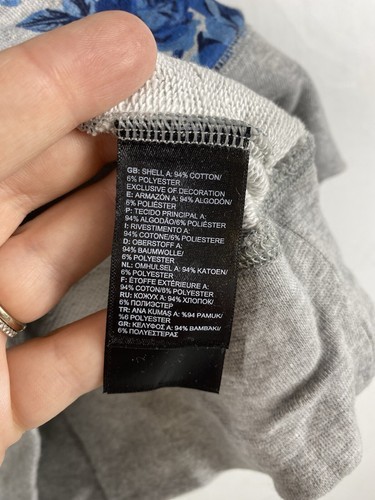 GB: SHELL A: 94% COTTON/
6% POLYESTER
EXCLUSIVE OF DECORATION
E: ARMAZÓN A: 94% ALGODÓN/
6% POLIÉSTER
P: TECIDO PRINCIPAL A:
94% ALGODÃO/6% POLIÉSTER
I: RIVESTIMENTO A:
94% COTONE/6% POLIESTERE
D: OBERSTOFF A:
94% BAUMWOLLE/
6% POLYESTER
NL: OMHULSEL A: 94% KATOEN/
6% POLYESTER
F: ÉTOFFE EXTÉRIEURE A:
94% COTON/6% POLYESTER
RU: КОЖУХ A: 94% ХЛОПОК/
6% ПОЛИЭСТЕР
TR: ANA KUMAS A: %94 PAMUK/
%6 POLYESTER
GR: ΚΕΛΥΦΟΣ A: 94% BAMBAKI/
6% ΠΟΛΥΕΣΤΕΡΑΣ